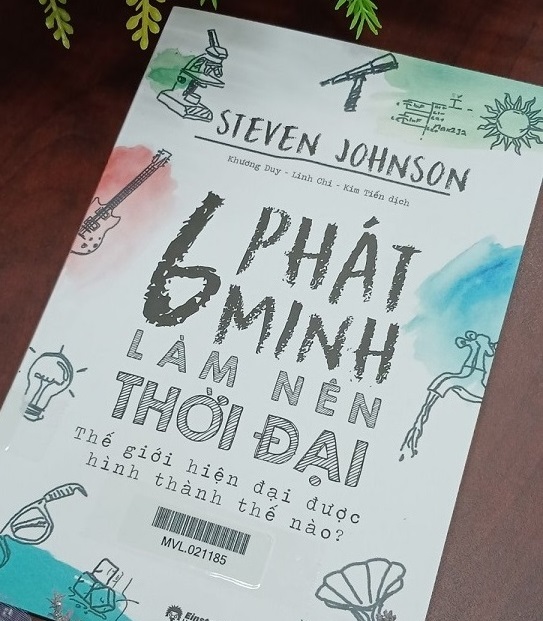 STEVEN JOHNSON
Khương Duy - Linh Chi - Kim Tiến dịch
6 PHÁT
MINH
LÀM NÊN
THỜI ĐẠI
Thế giới hiện đại được
hình thành thế nào?
MVL.021185